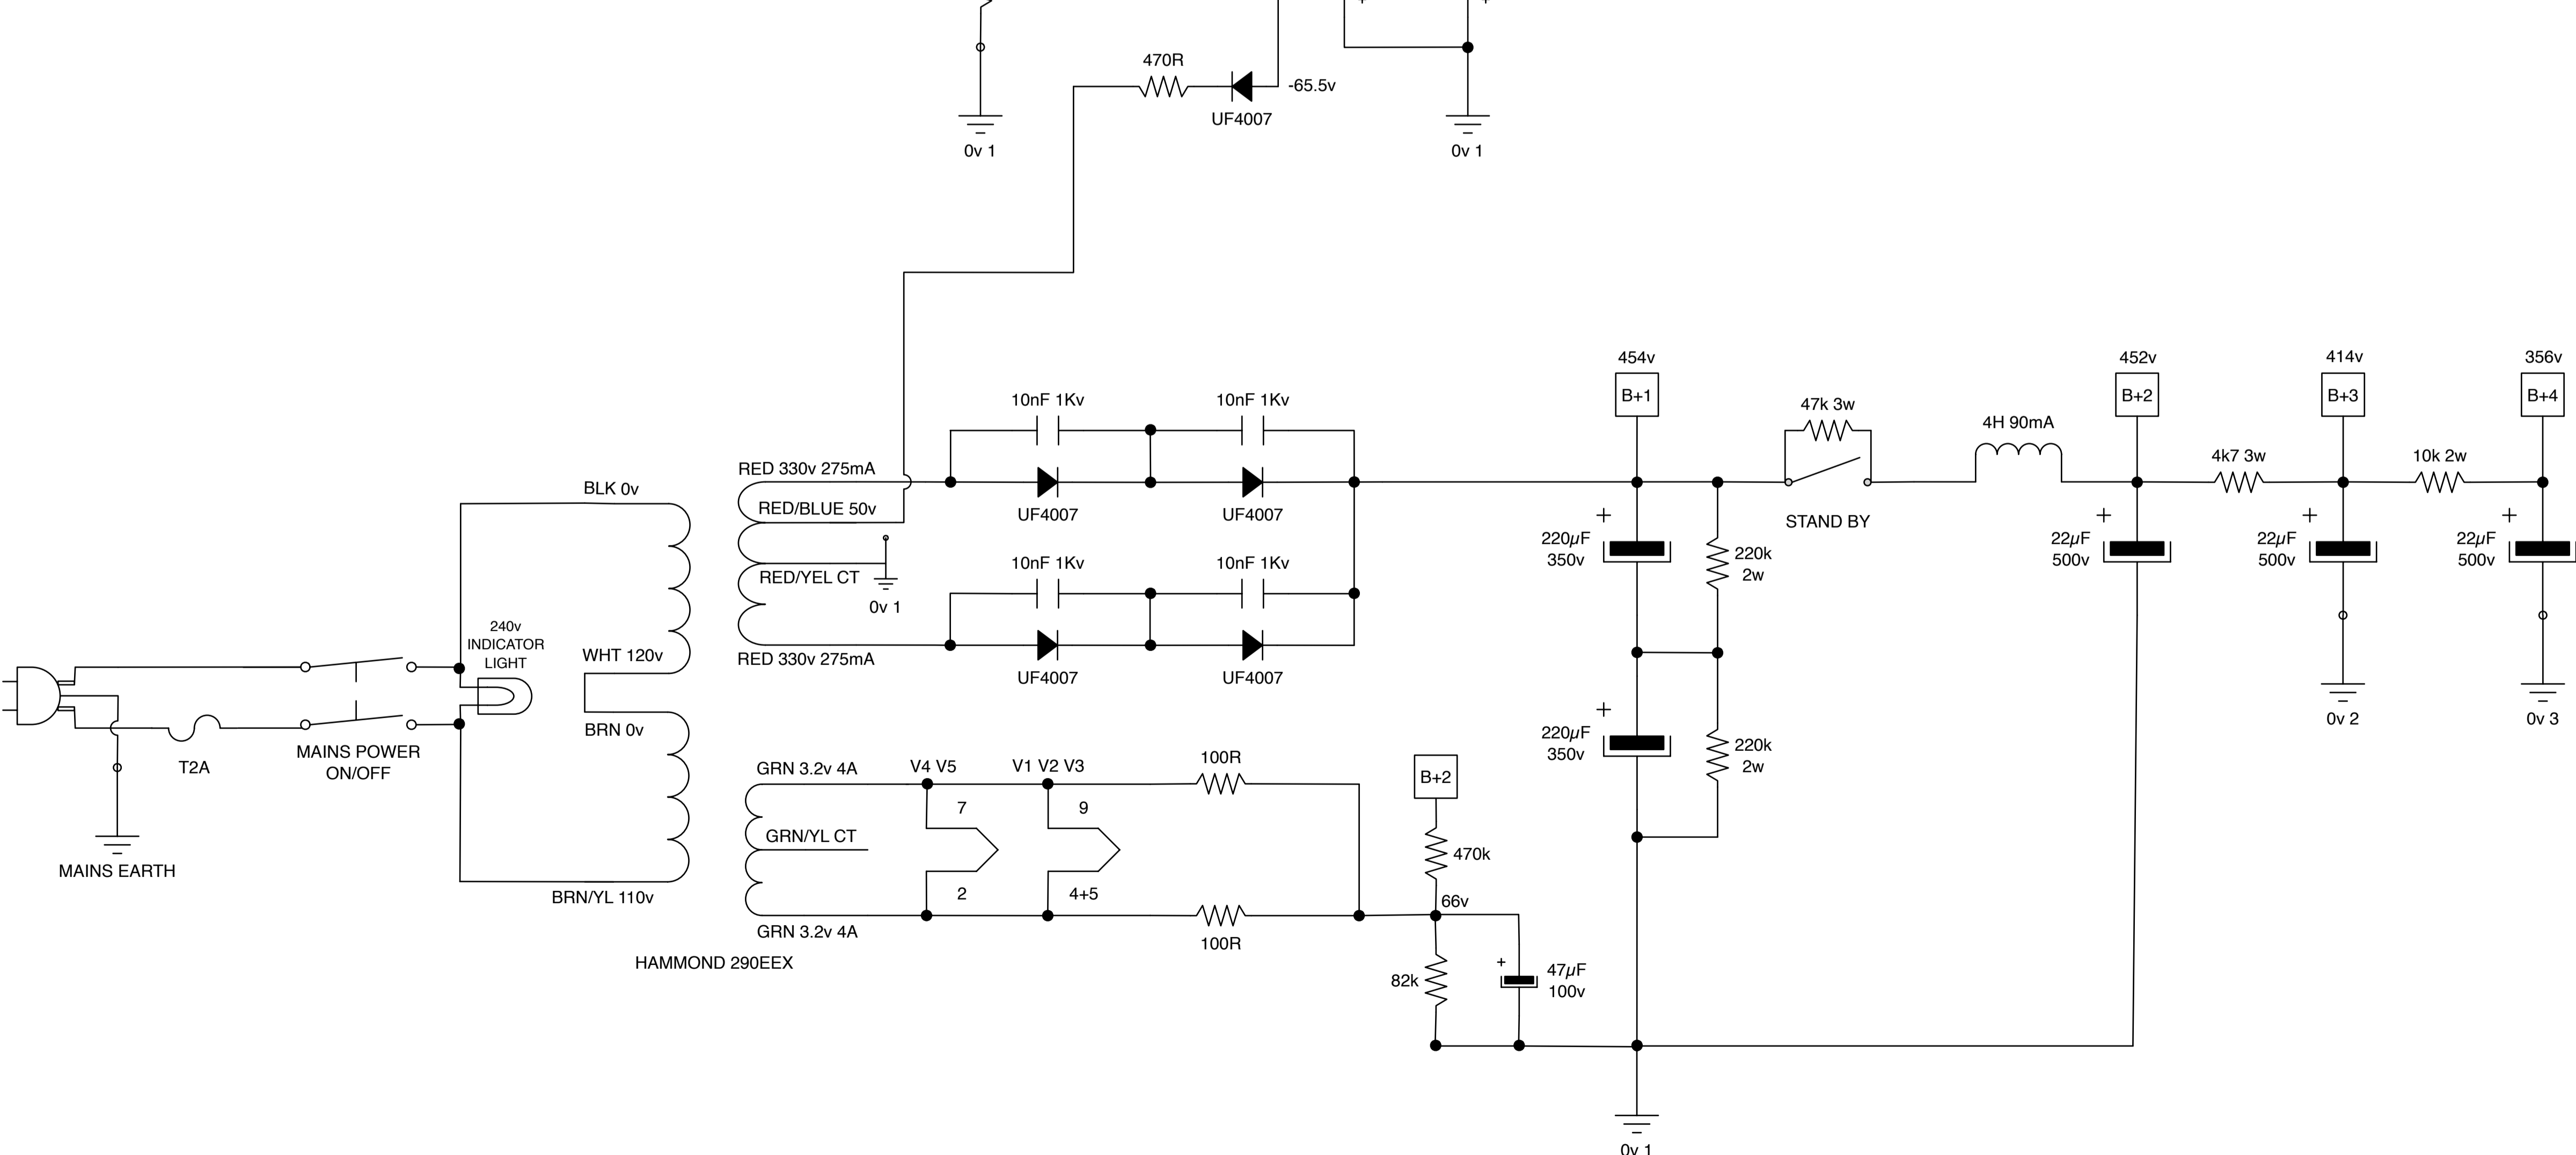 470R
-65.5v
UF4007
0v 1
0v 1
454v
452v
414v
356v
B+1
B+2
B+3
B+4
10nF 1Kv
10nF 1Kv
47k 3w
4H 90mA
4k7 3w
10k 2w
RED 330v 275mA
BLK 0v
RED/BLUE 50v
UF4007
UF4007
STAND BY
+
220µF
350v
220k
2w
+
22µF
500v
+
22µF
500v
+
22µF
500v
10nF 1Kv
10nF 1Kv
RED/YEL CT
0v 1
240v
INDICATOR
LIGHT
WHT 120v
RED 330v 275mA
UF4007
UF4007
+
220µF
350v
220k
2w
0v 2
0v 3
BRN 0v
T2A
MAINS POWER
ON/OFF
MAINS EARTH
BRN/YL 110v
GRN 3.2v 4A
V4 V5
V1 V2 V3
100R
B+2
7
9
GRN/YL CT
470k
2
4+5
66v
GRN 3.2v 4A
100R
HAMMOND 290EEX
82k
+
47µF
100v
0v 1